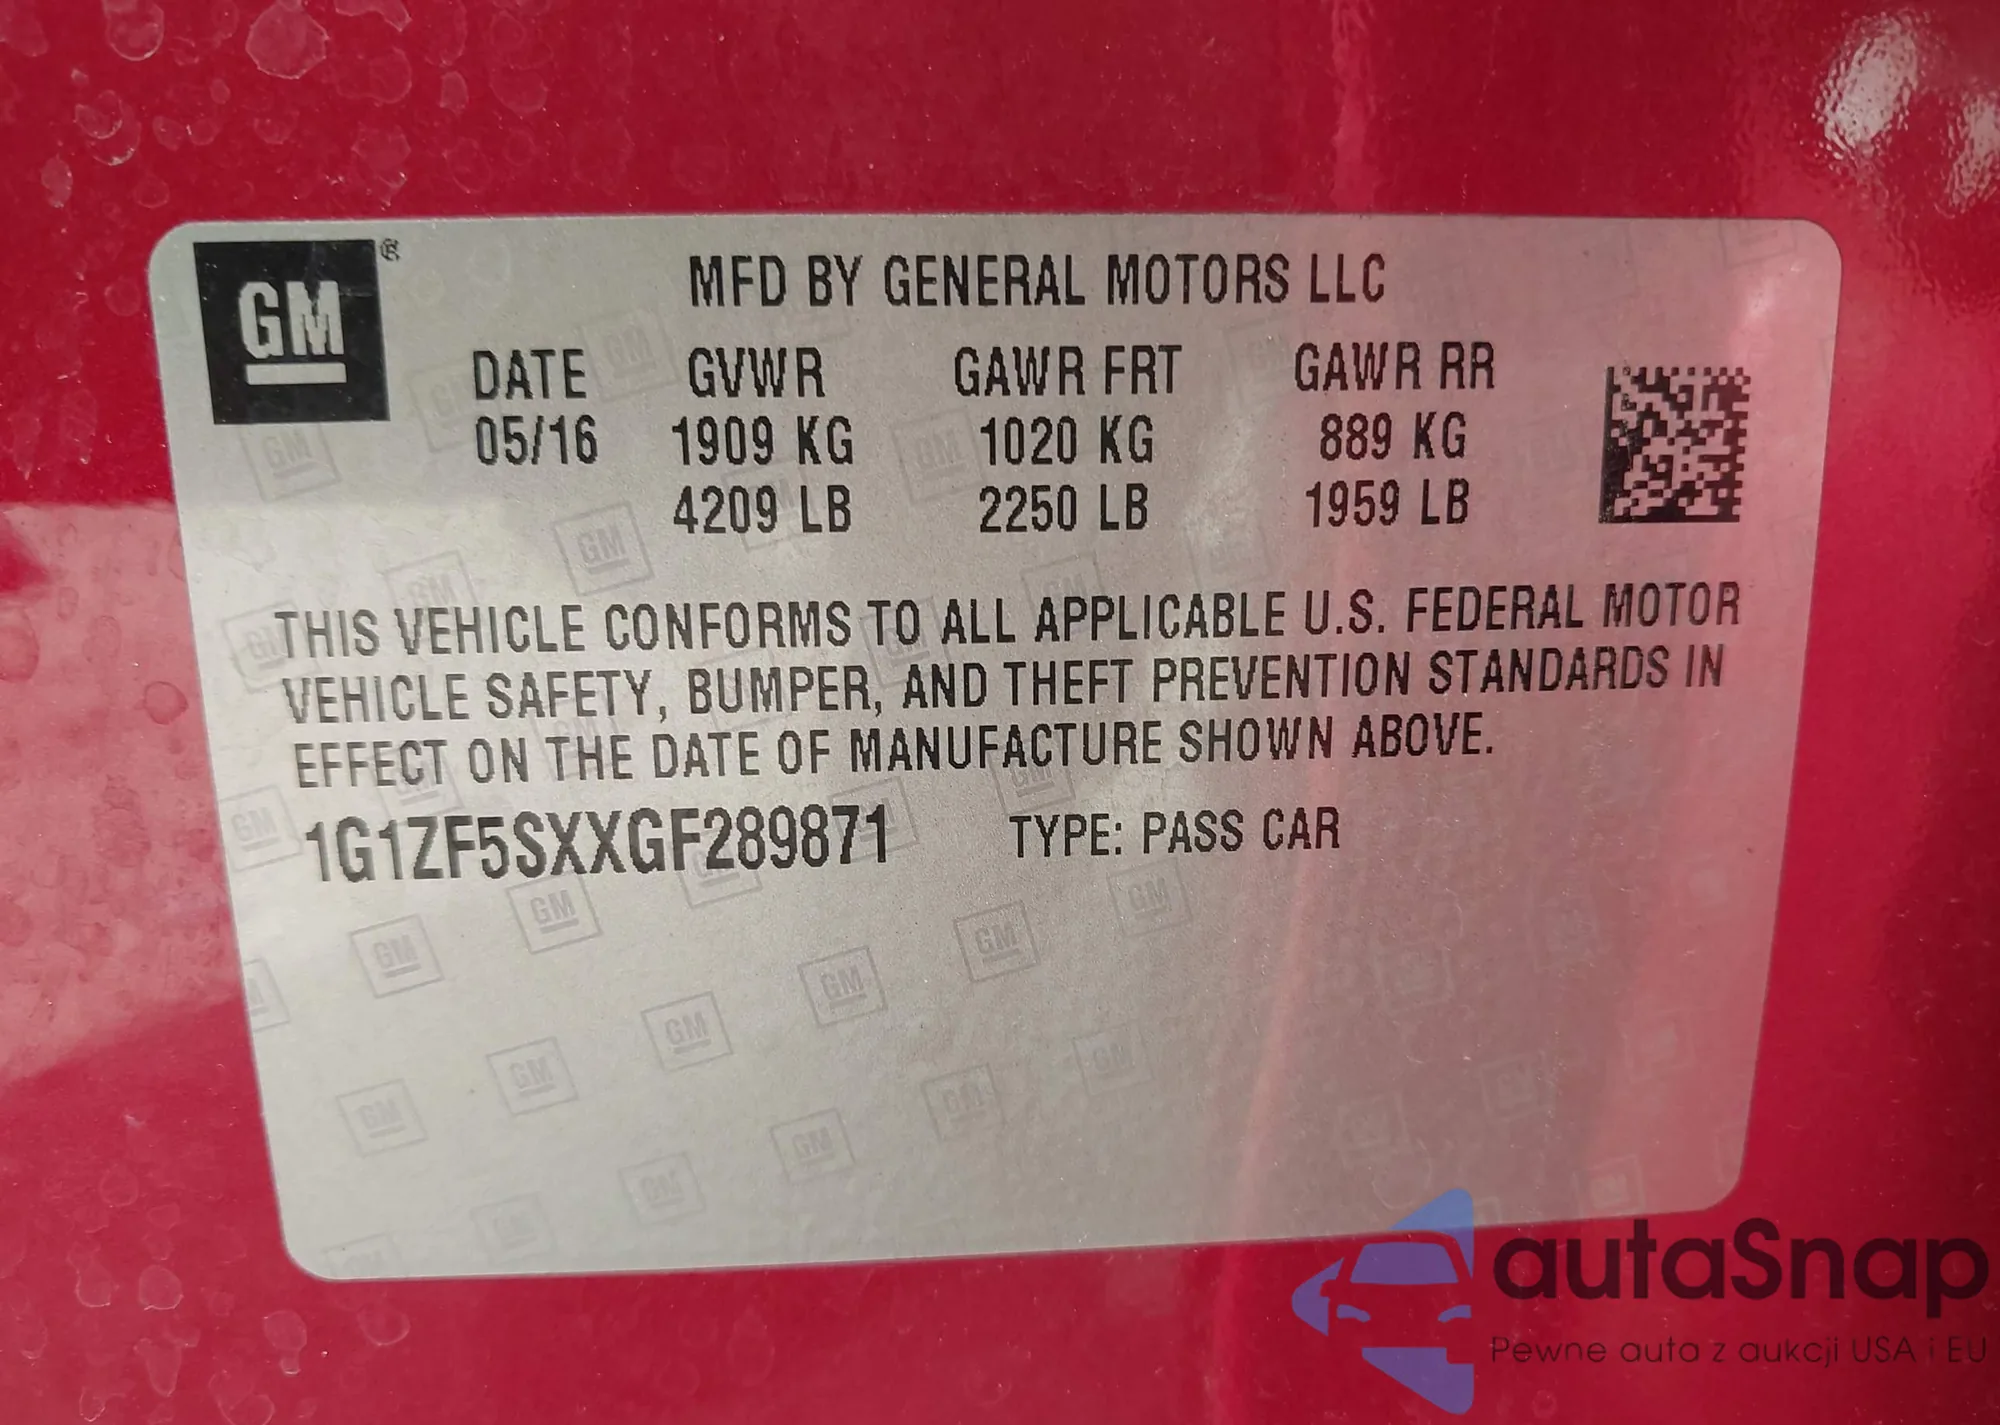 GM®
MFD BY GENERAL MOTORS LLC
DATE GVWR GAWR FRT GAWR RR
05/16 1909 KG 1020 KG 889 KG
4209 LB 2250 LB 1959 LB
THIS VEHICLE CONFORMS TO ALL APPLICABLE U.S. FEDERAL MOTOR
VEHICLE SAFETY, BUMPER, AND THEFT PREVENTION STANDARDS IN
EFFECT ON THE DATE OF MANUFACTURE SHOWN ABOVE.
1G1ZF5SXXGF289871 TYPE: PASS CAR
autaSnap
Pewne auta z aukcji USA i EU